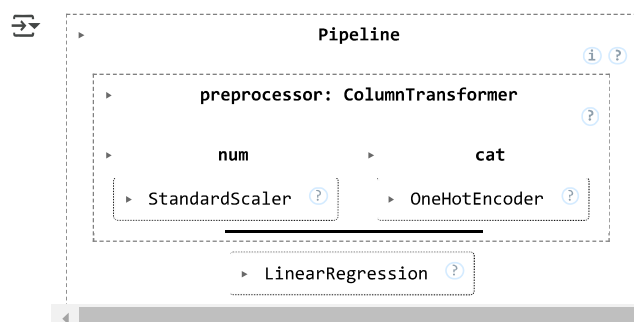 Pipeline
i ?
preprocessor: ColumnTransformer
?
num cat
StandardScaler ? OneHotEncoder ?
LinearRegression ?